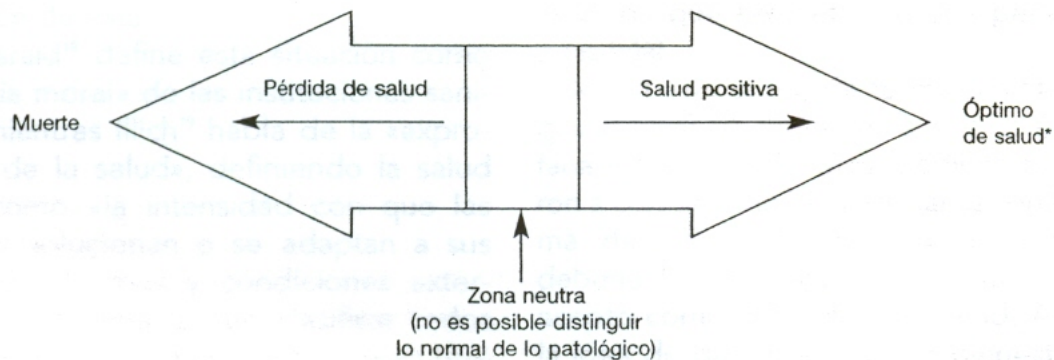 Pérdida de salud
Salud positiva
Muerte
Óptimo
de salud*
Zona neutra
(no es posible distinguir
lo normal de lo patológico)